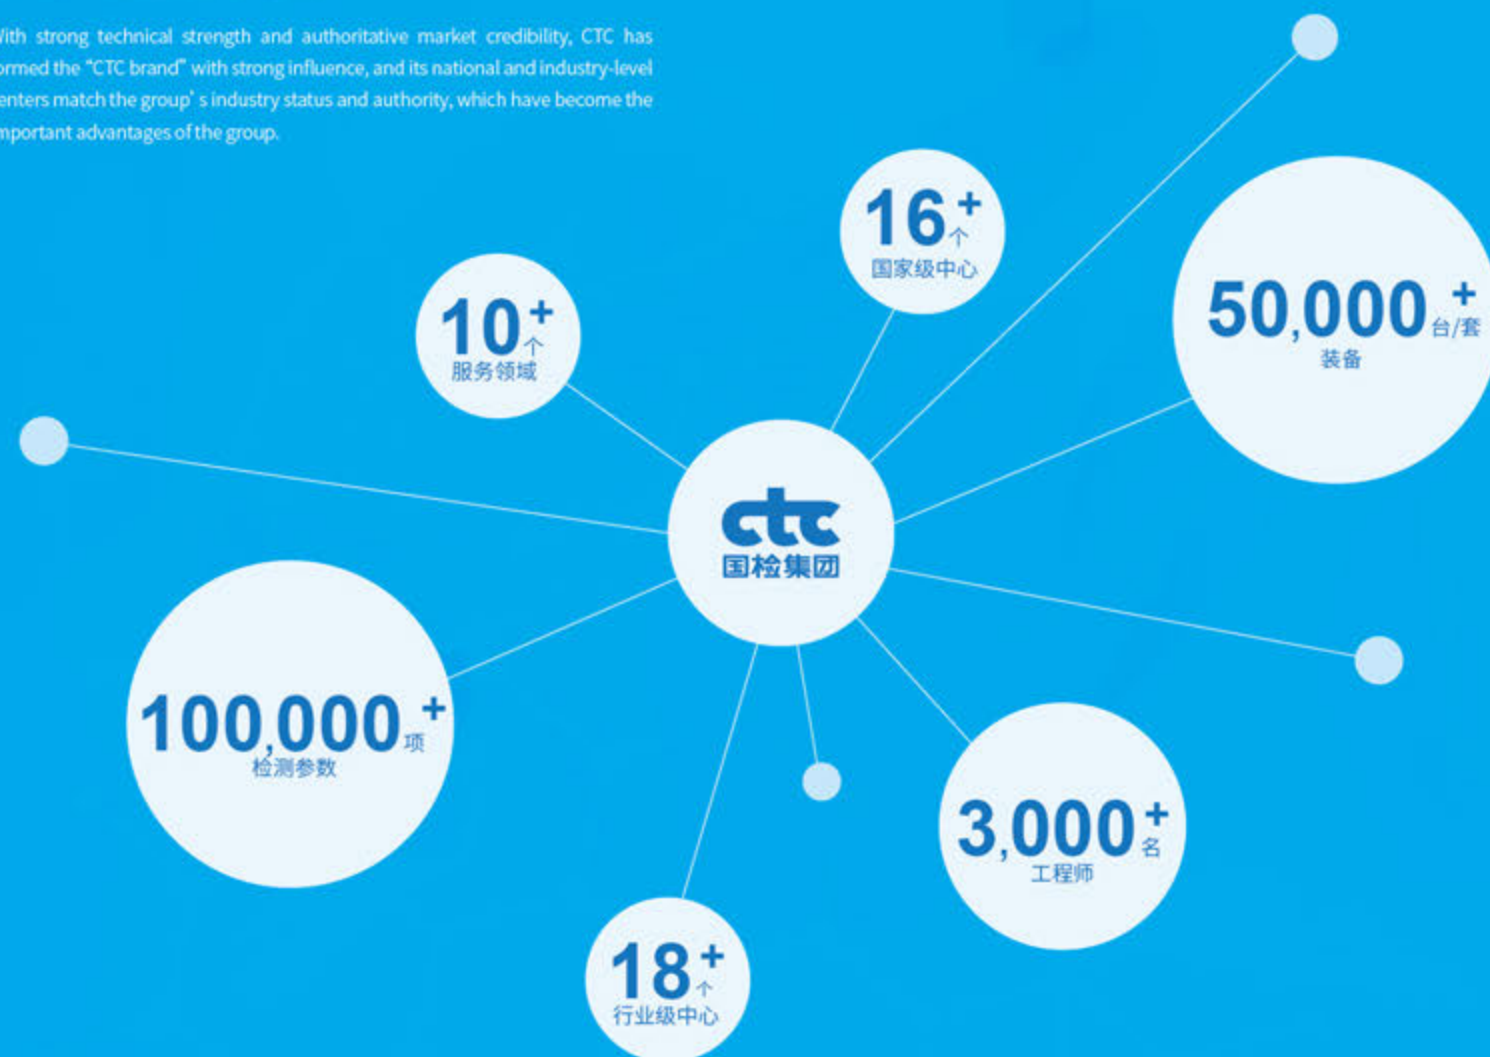 With strong technical strength and authoritative market credibility, CTC has
formed the “CTC brand” with strong influence, and its national and industry-level
centers match the group’s industry status and authority, which have become the
important advantages of the group.
16+个
国家级中心
50,000+台/套
装备
10+个
服务领域
ctc
国检集团
100,000+项
检测参数
3,000+名
工程师
18+个
行业级中心